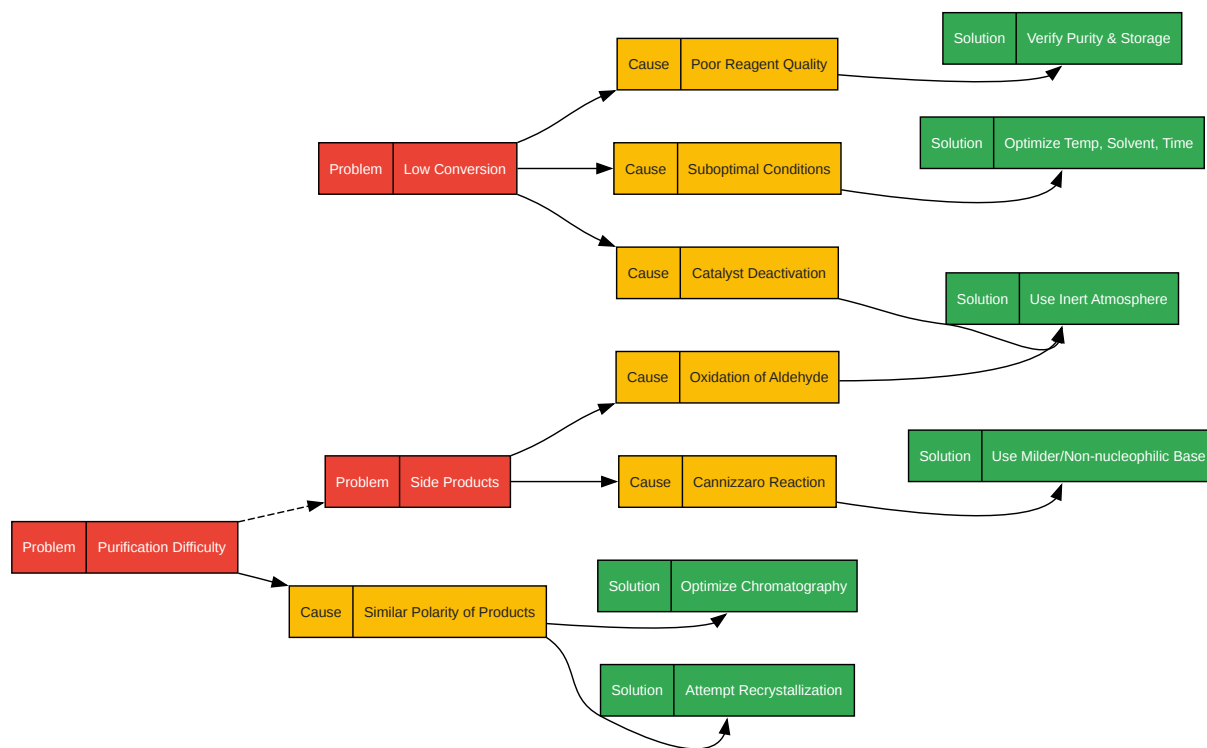 Solution Verify Purity & Storage
Cause Poor Reagent Quality
Solution Optimize Temp, Solvent, Time
Problem Low Conversion
Cause Suboptimal Conditions
Cause Catalyst Deactivation
Solution Use Inert Atmosphere
Cause Oxidation of Aldehyde
Solution Use Milder/Non-nucleophilic Base
Problem Side Products
Cause Cannizzaro Reaction
Problem Purification Difficulty
Solution Optimize Chromatography
Cause Similar Polarity of Products
Solution Attempt Recrystallization